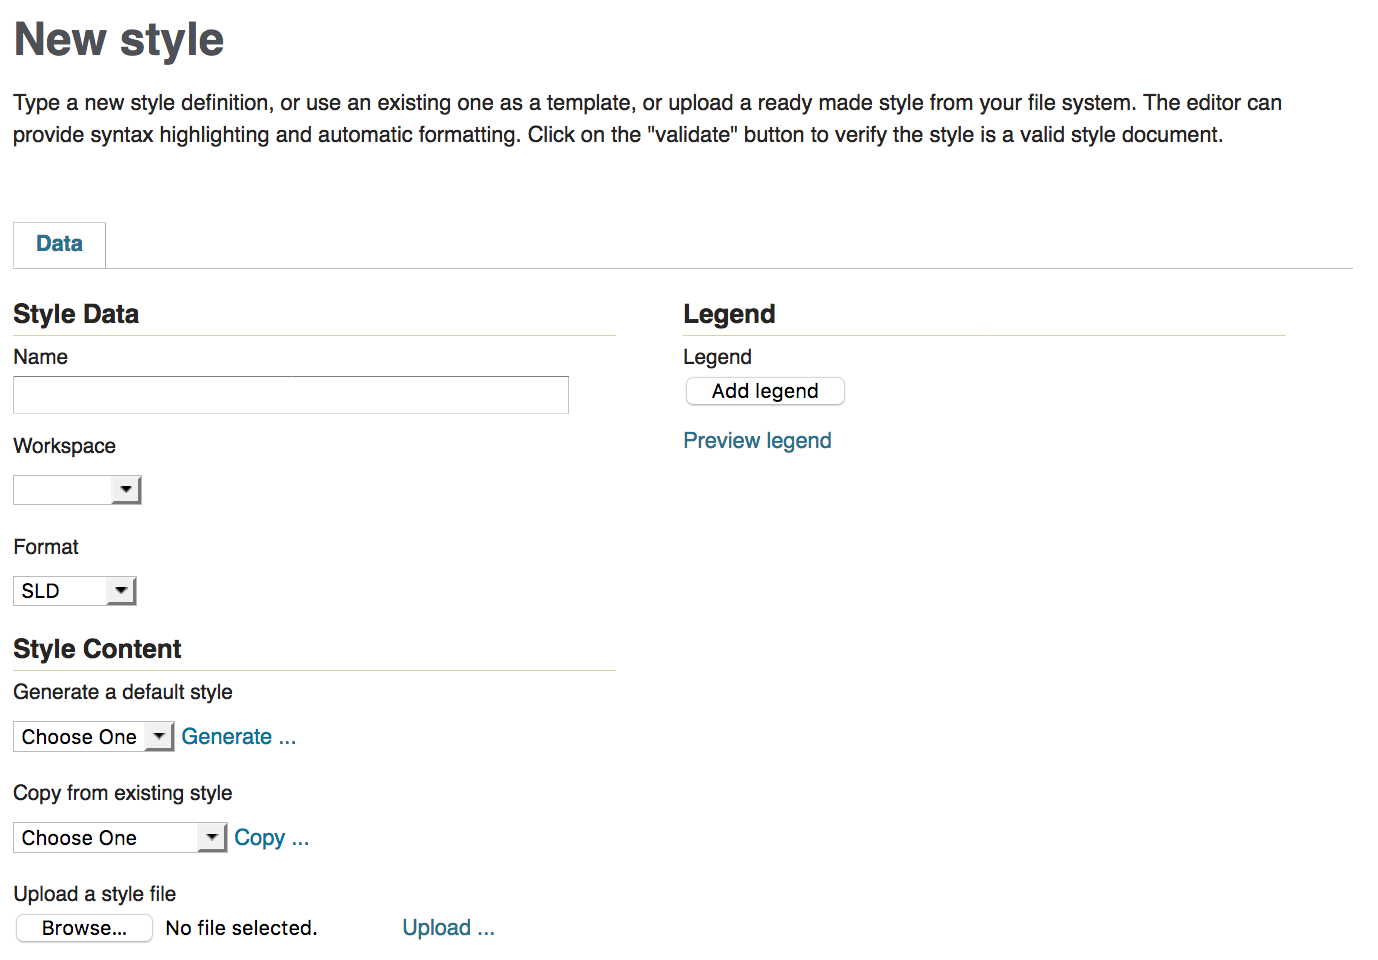 New style
Type a new style definition, or use an existing one as a template, or upload a ready made style from your file system. The editor can
provide syntax highlighting and automatic formatting. Click on the "validate" button to verify the style is a valid style document.
Data
Style Data
Name
Workspace
Format
SLD
Style Content
Generate a default style
Choose One Generate ...
Copy from existing style
Choose One Copy ...
Upload a style file
Browse... No file selected. Upload ...
Legend
Legend
Add legend
Preview legend